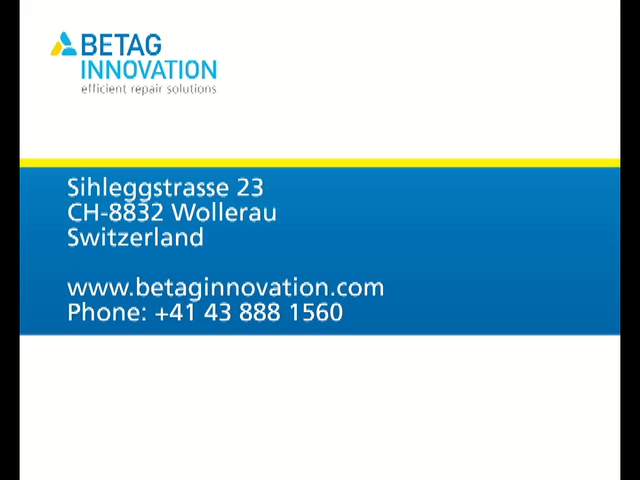 BETAG
INNOVATION
efficient repair solutions
Sihleggstrasse 23
CH-8832 Wollerau
Switzerland
www.betaginnovation.com
Phone: +41 43 888 1560